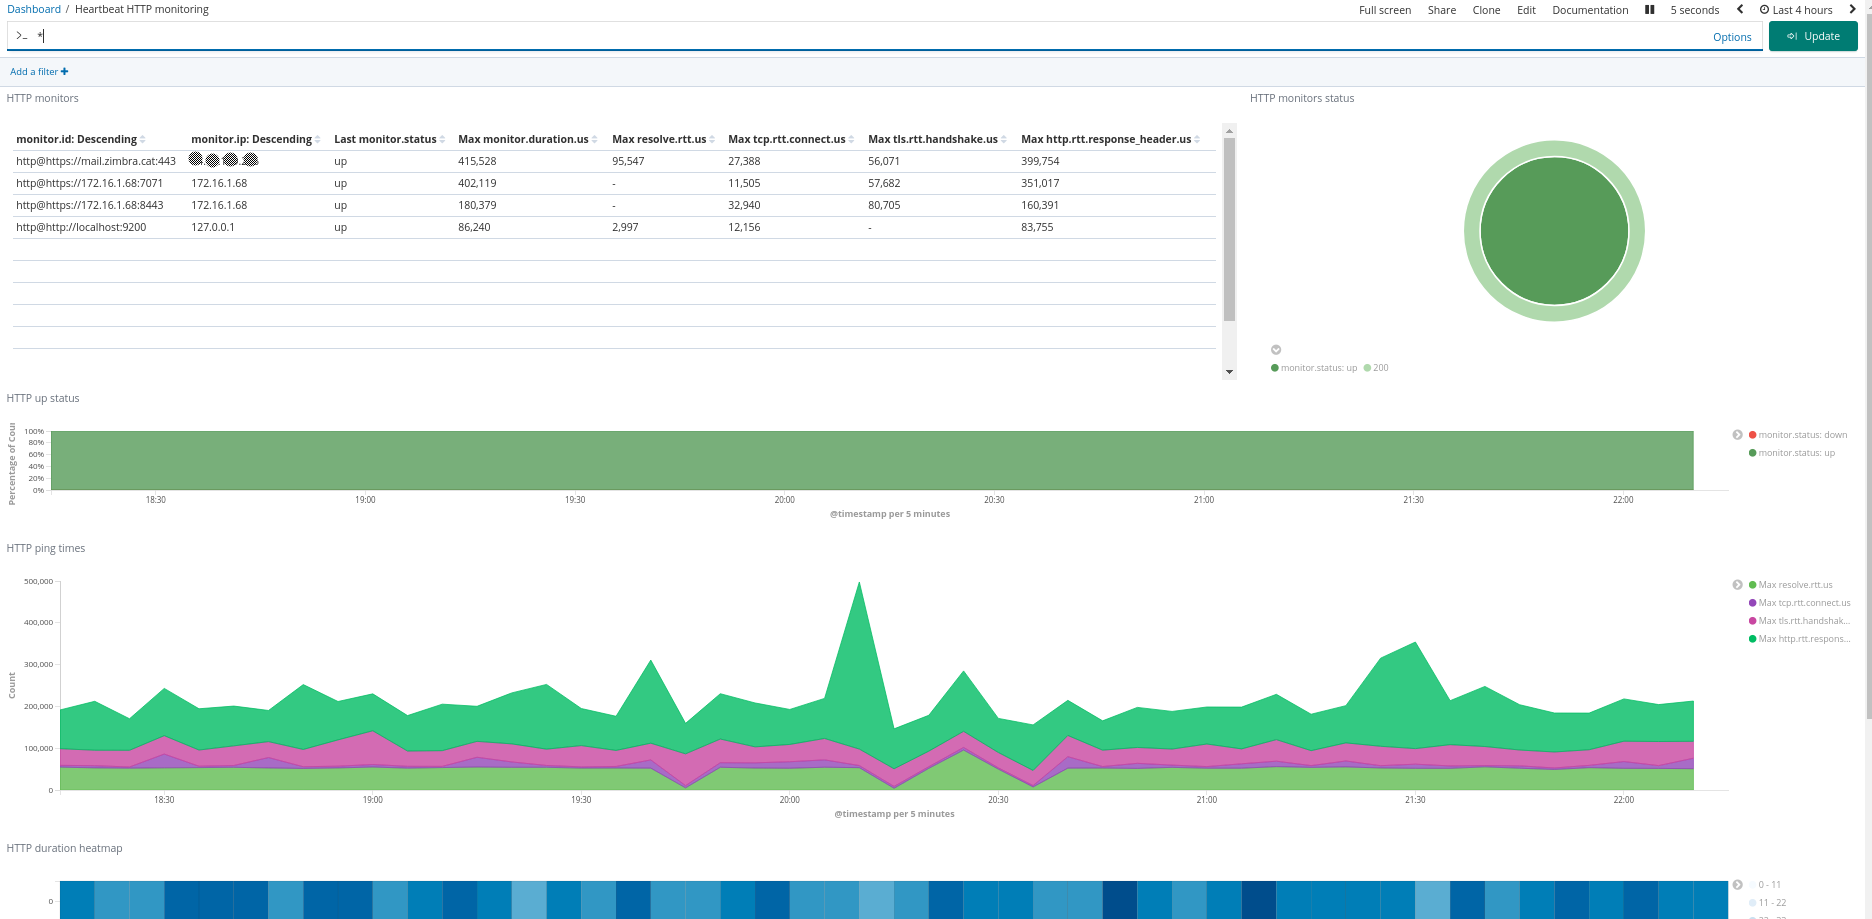 Dashboard / Heartbeat HTTP monitoring
Full screen Share Clone Edit Documentation 5 seconds Last 4 hours
>_ *
Options
Update
Add a filter +
HTTP monitors
monitor.id: Descending monitor.ip: Descending Last monitor.status Max monitor.duration.us Max resolve.rtt.us Max tcp.rtt.connect.us Max tls.rtt.handshake.us Max http.rtt.response_header.us
http@https://mail.zimbra.cat:443 up 415,528 95,547 27,388 56,071 399,754
http@https://172.16.1.68:7071 172.16.1.68 up 402,119 - 11,505 57,682 351,017
http@https://172.16.1.68:8443 172.16.1.68 up 180,379 - 32,940 80,705 160,391
http@http://localhost:9200 127.0.0.1 up 86,240 2,997 12,156 - 83,755
HTTP monitors status
monitor.status: up 200
HTTP up status
Percentage of Cou
100%
80%
60%
40%
20%
0%
18:30 19:00 19:30 20:00 20:30 21:00 21:30 22:00
@timestamp per 5 minutes
monitor.status: down
monitor.status: up
HTTP ping times
Count
500,000
400,000
300,000
200,000
100,000
0
18:30 19:00 19:30 20:00 20:30 21:00 21:30 22:00
@timestamp per 5 minutes
Max resolve.rtt.us
Max tcp.rtt.connect.us
Max tls.rtt.handshak...
Max http.rtt.respons...
HTTP duration heatmap
0
0 - 11
11 - 22